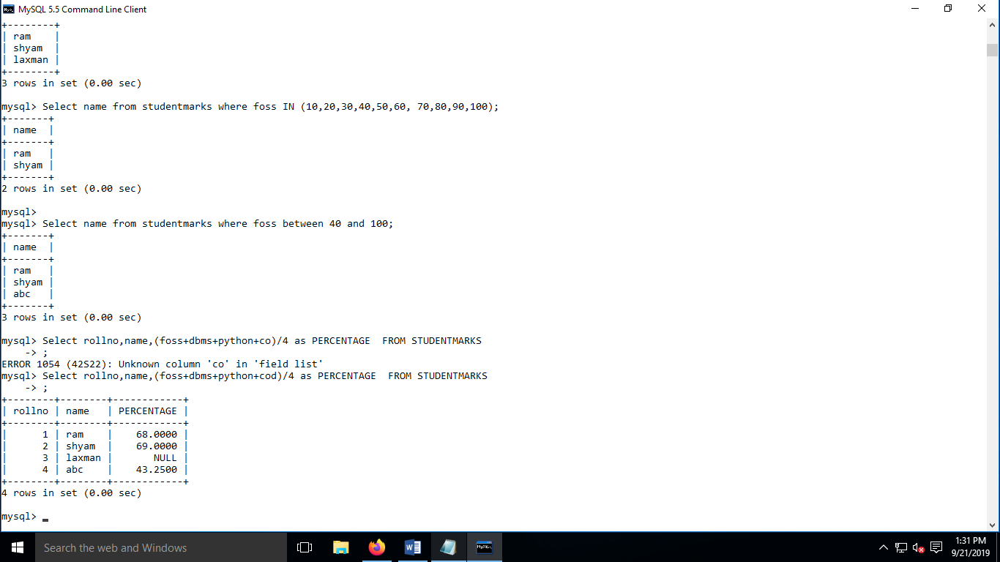 MySQL 5.5 Command Line Client
+--------+
| ram    |
| shyam  |
| laxman |
+--------+
3 rows in set (0.00 sec)
mysql> Select name from studentmarks where foss IN (10,20,30,40,50,60, 70,80,90,100);
+-------+
| name  |
+-------+
| ram   |
| shyam |
+-------+
2 rows in set (0.00 sec)
mysql>
mysql> Select name from studentmarks where foss between 40 and 100;
+-------+
| name  |
+-------+
| ram   |
| shyam |
| abc   |
+-------+
3 rows in set (0.00 sec)
mysql> Select rollno,name,(foss+dbms+python+co)/4 as PERCENTAGE  FROM STUDENTMARKS
    -> ;
ERROR 1054 (42S22): Unknown column 'co' in 'field list'
mysql> Select rollno,name,(foss+dbms+python+cod)/4 as PERCENTAGE  FROM STUDENTMARKS
    -> ;
+--------+--------+------------+
| rollno | name   | PERCENTAGE |
+--------+--------+------------+
|      1 | ram    |    68.0000 |
|      2 | shyam  |    69.0000 |
|      3 | laxman |       NULL |
|      4 | abc    |    43.2500 |
+--------+--------+------------+
4 rows in set (0.00 sec)
mysql> _
Search the web and Windows
1:31 PM
9/21/2019